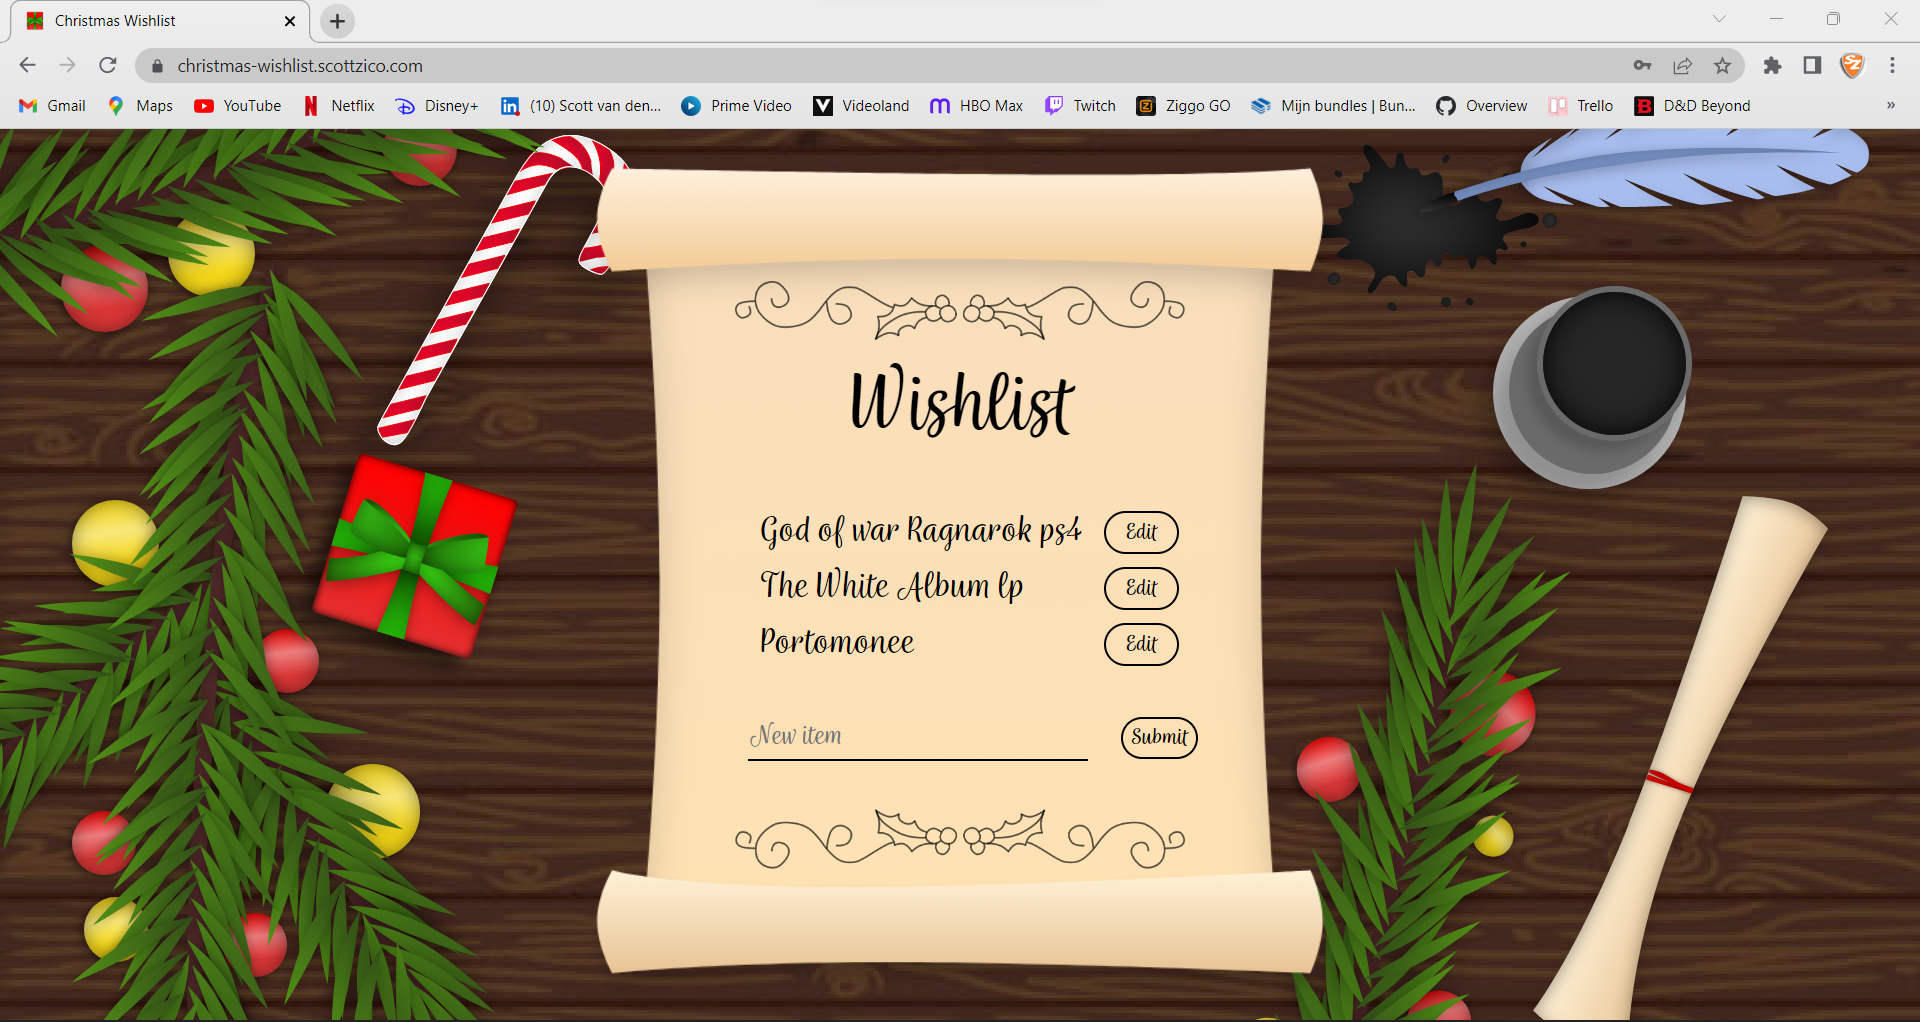 Christmas Wishlist
christmas-wishlist.scottzico.com
Gmail Maps YouTube Netflix Disney+ (10) Scott van den... Prime Video Videoland HBO Max Twitch Ziggo GO Mijn bundles | Bun... Overview Trello D&D Beyond »
Wishlist
God of war Ragnarok ps4 Edit
The White Album lp Edit
Portomonee Edit
New item Submit